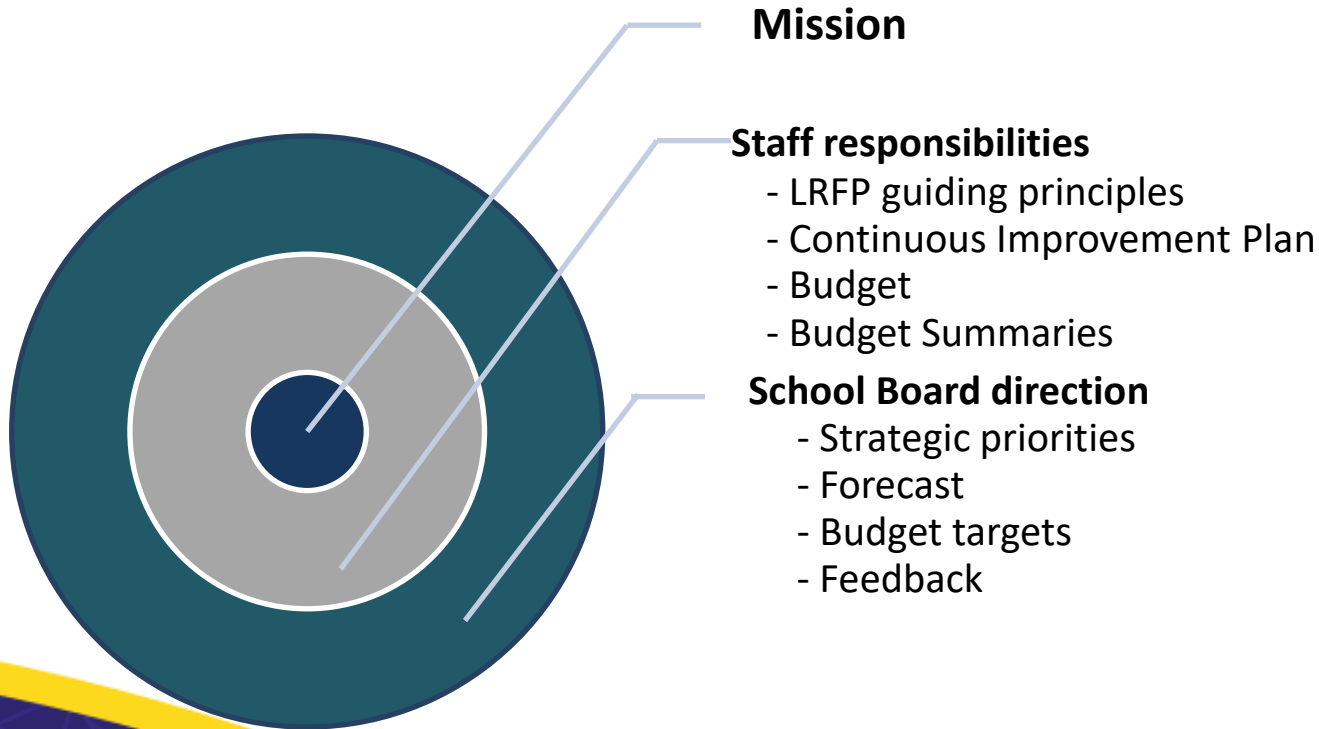 Mission
Staff responsibilities
- LRFP guiding principles
- Continuous Improvement Plan
- Budget
- Budget Summaries
School Board direction
- Strategic priorities
- Forecast
- Budget targets
- Feedback